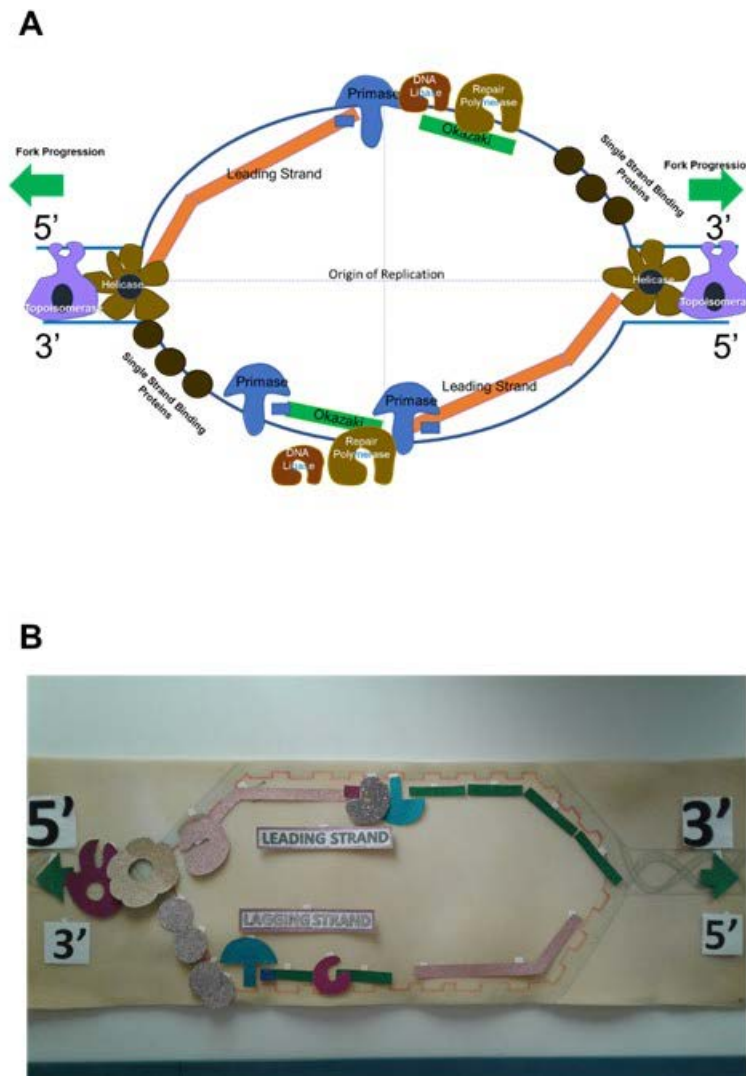 A
Primase
DNA
Ligase
Repair
Polymerase
Okazaki
Single Strand Binding
Proteins
Fork Progression
Leading Strand
Fork Progression
5’
3’
Helicase
Origin of Replication
Helicase
Topoisomeras
Topoisomeras
3’
5’
Single Strand Binding
Proteins
Primase
Okazaki
Primase
Leading Strand
DNA
Ligase
Repair
Polymerase
B
5’
3’
LEADING STRAND
LAGGING STRAND
3’
5’